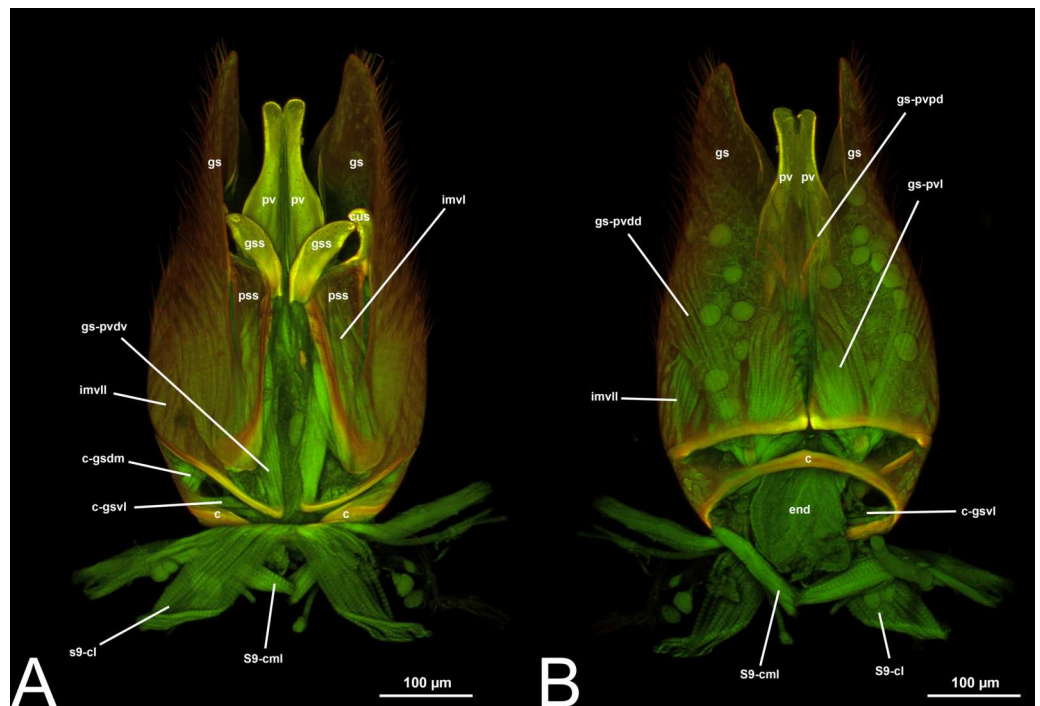 gs
gs
pv
pv
cus
imvl
gss
gss
pss
pss
gs-pvdv
imvll
c-gsdm
c-gsvl
c
c
s9-cl
S9-cml
A
100 µm
gs-pvpd
gs
gs
pv
pv
gs-pvl
gs-pvdd
imvll
c
end
c-gsvl
S9-cml
S9-cl
B
100 µm